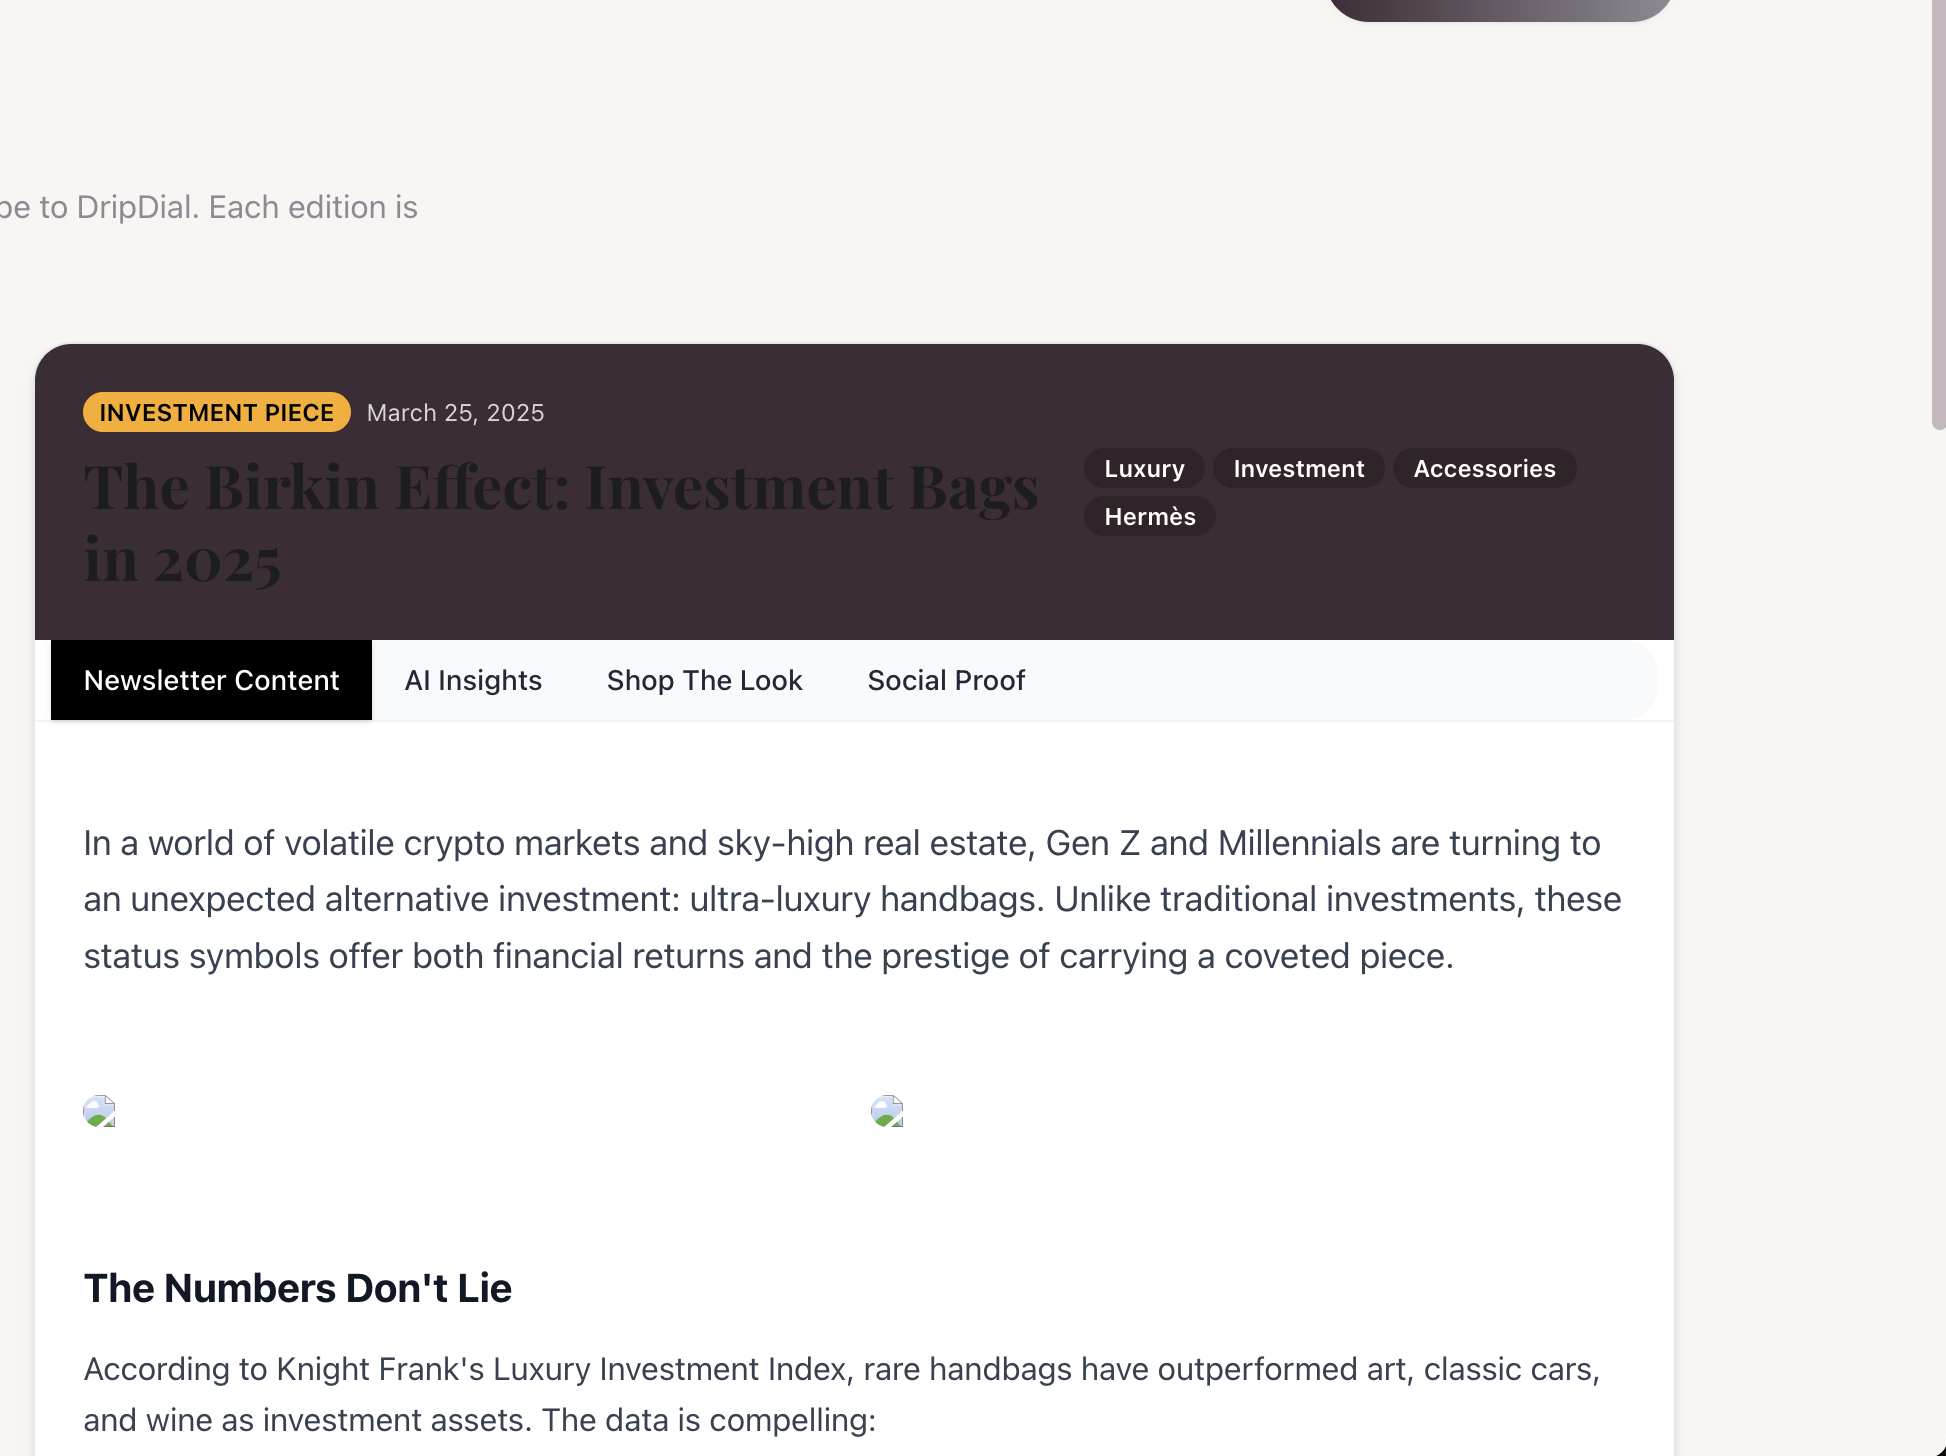 to DripDial. Each edition is
INVESTMENT PIECE March 25, 2025
The Birkin Effect: Investment Bags
in 2025
Luxury Investment Accessories
Hermès
Newsletter Content AI Insights Shop The Look Social Proof
In a world of volatile crypto markets and sky-high real estate, Gen Z and Millennials are turning to
an unexpected alternative investment: ultra-luxury handbags. Unlike traditional investments, these
status symbols offer both financial returns and the prestige of carrying a coveted piece.
The Numbers Don't Lie
According to Knight Frank's Luxury Investment Index, rare handbags have outperformed art, classic cars,
and wine as investment assets. The data is compelling: